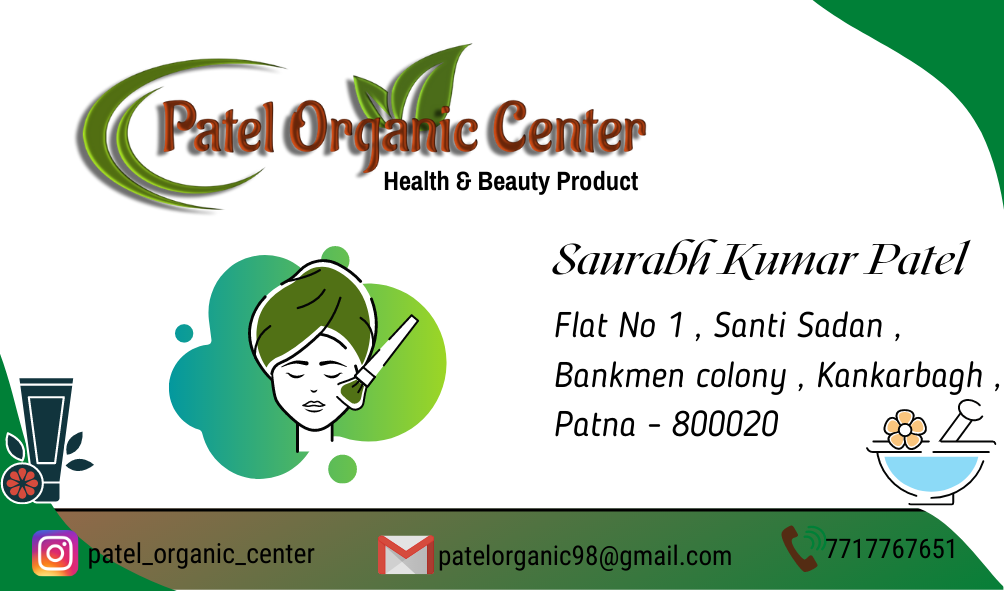 Patel Organic Center
Health & Beauty Product
Saurabh Kumar Patel
Flat No 1 , Santi Sadan ,
Bankmen colony , Kankarbagh ,
Patna - 800020
patel_organic_center
patelorganic98@gmail.com
7717767651